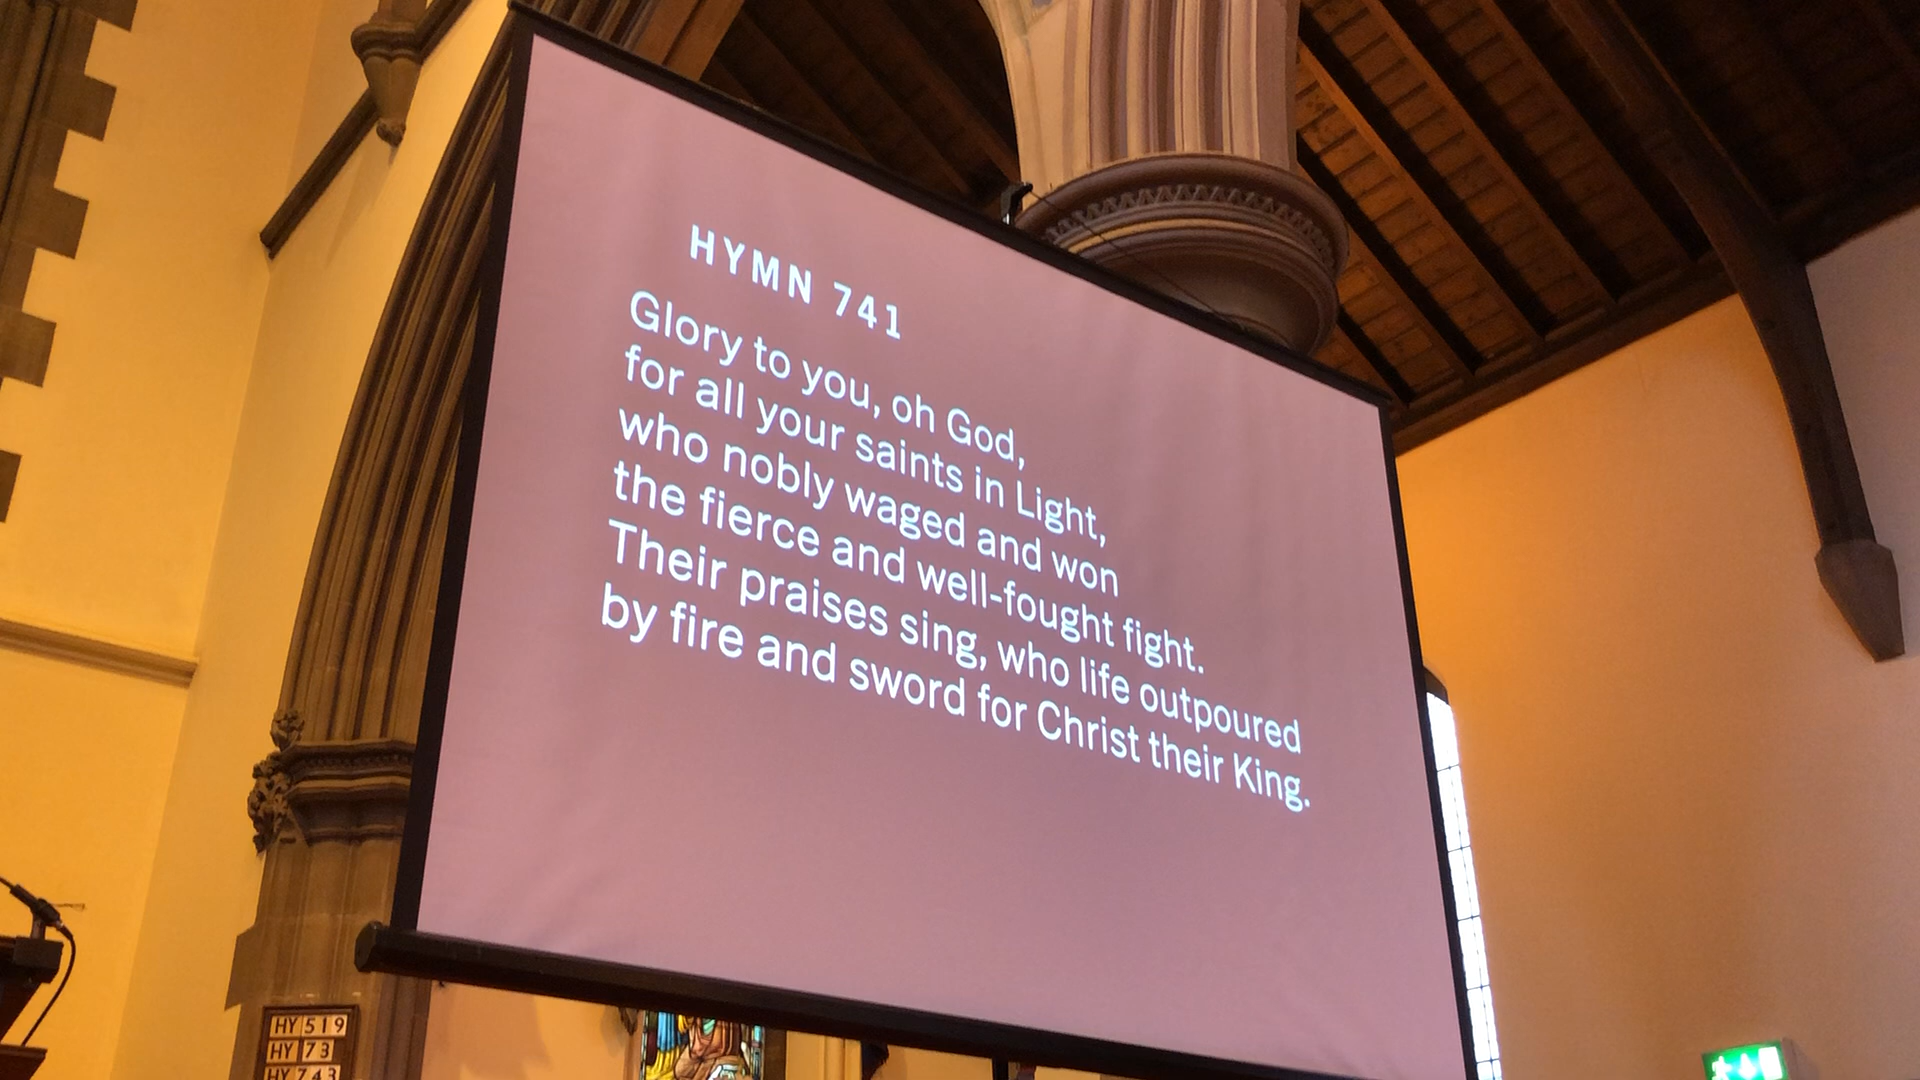 HYMN 741
Glory to you, oh God,
for all your saints in Light,
who nobly waged and won
the fierce and well-fought fight.
Their praises sing, who life outpoured
by fire and sword for Christ their King.
HY 519
HY 73
HY 743